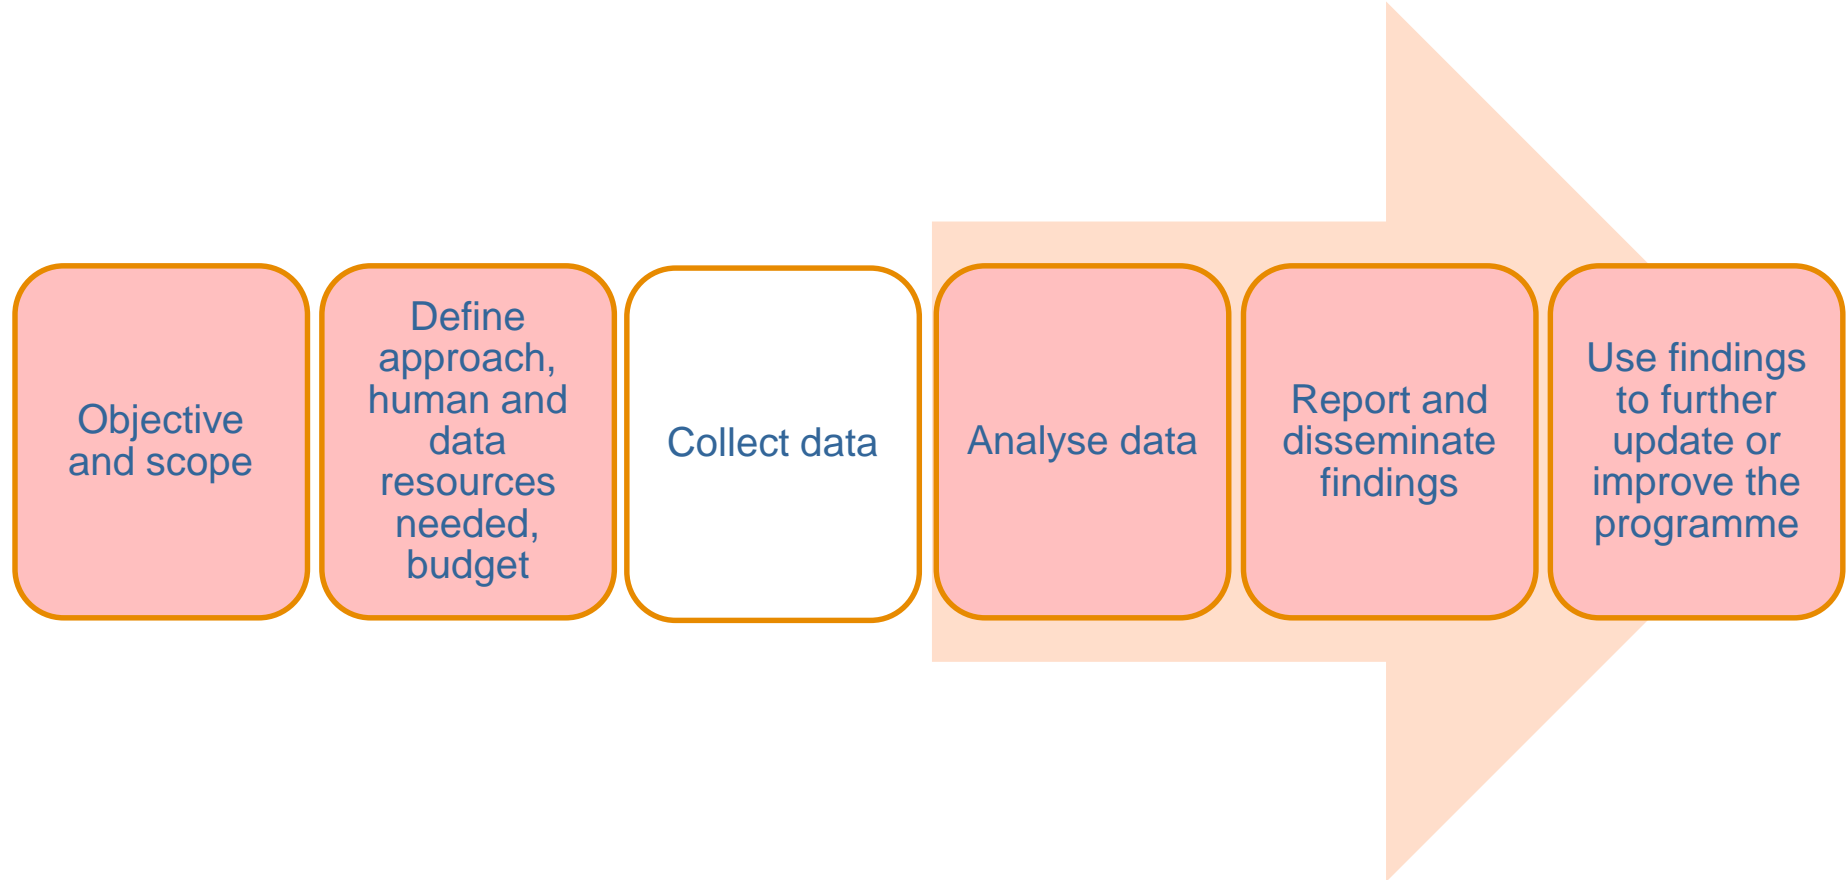 Objective
and scope
Define
approach,
human and
data
resources
needed,
budget
Collect data
Analyse data
Report and
disseminate
findings
Use findings
to further
update or
improve the
programme